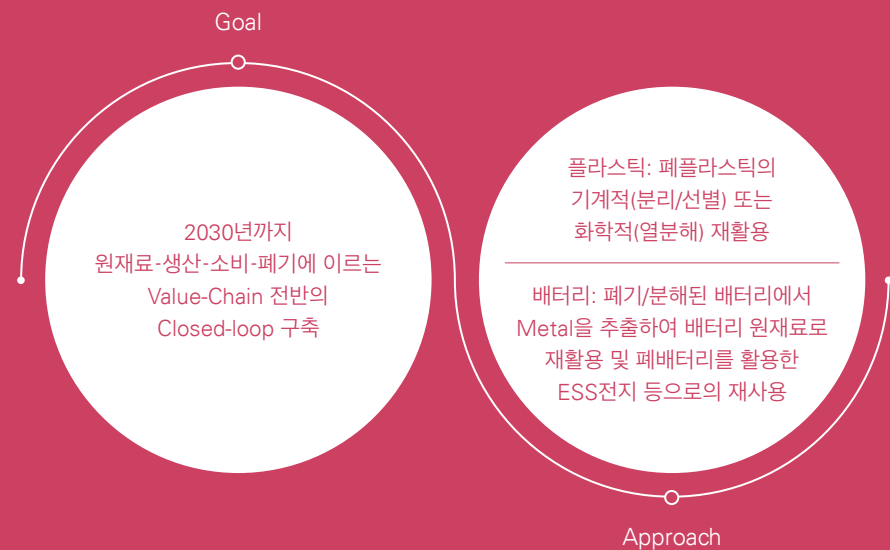 Goal
2030년까지
원재료-생산-소비-폐기에 이르는
Value-Chain 전반의
Closed-loop 구축
플라스틱: 폐플라스틱의
기계적(분리/선별) 또는
화학적(열분해) 재활용
배터리: 폐기/분해된 배터리에서
Metal을 추출하여 배터리 원재료로
재활용 및 폐배터리를 활용한
ESS전지 등으로의 재사용
Approach